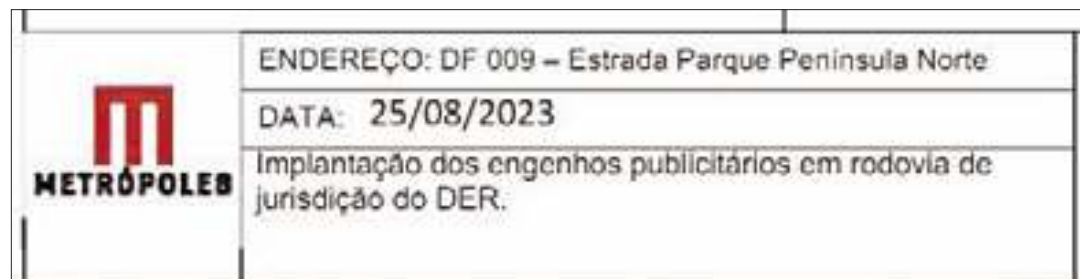 METRÓPOLES
ENDEREÇO: DF 009 – Estrada Parque Peninsula Norte
DATA: 25/08/2023
Implantação dos engenhos publicitários em rodovia de
jurisdição do DER.